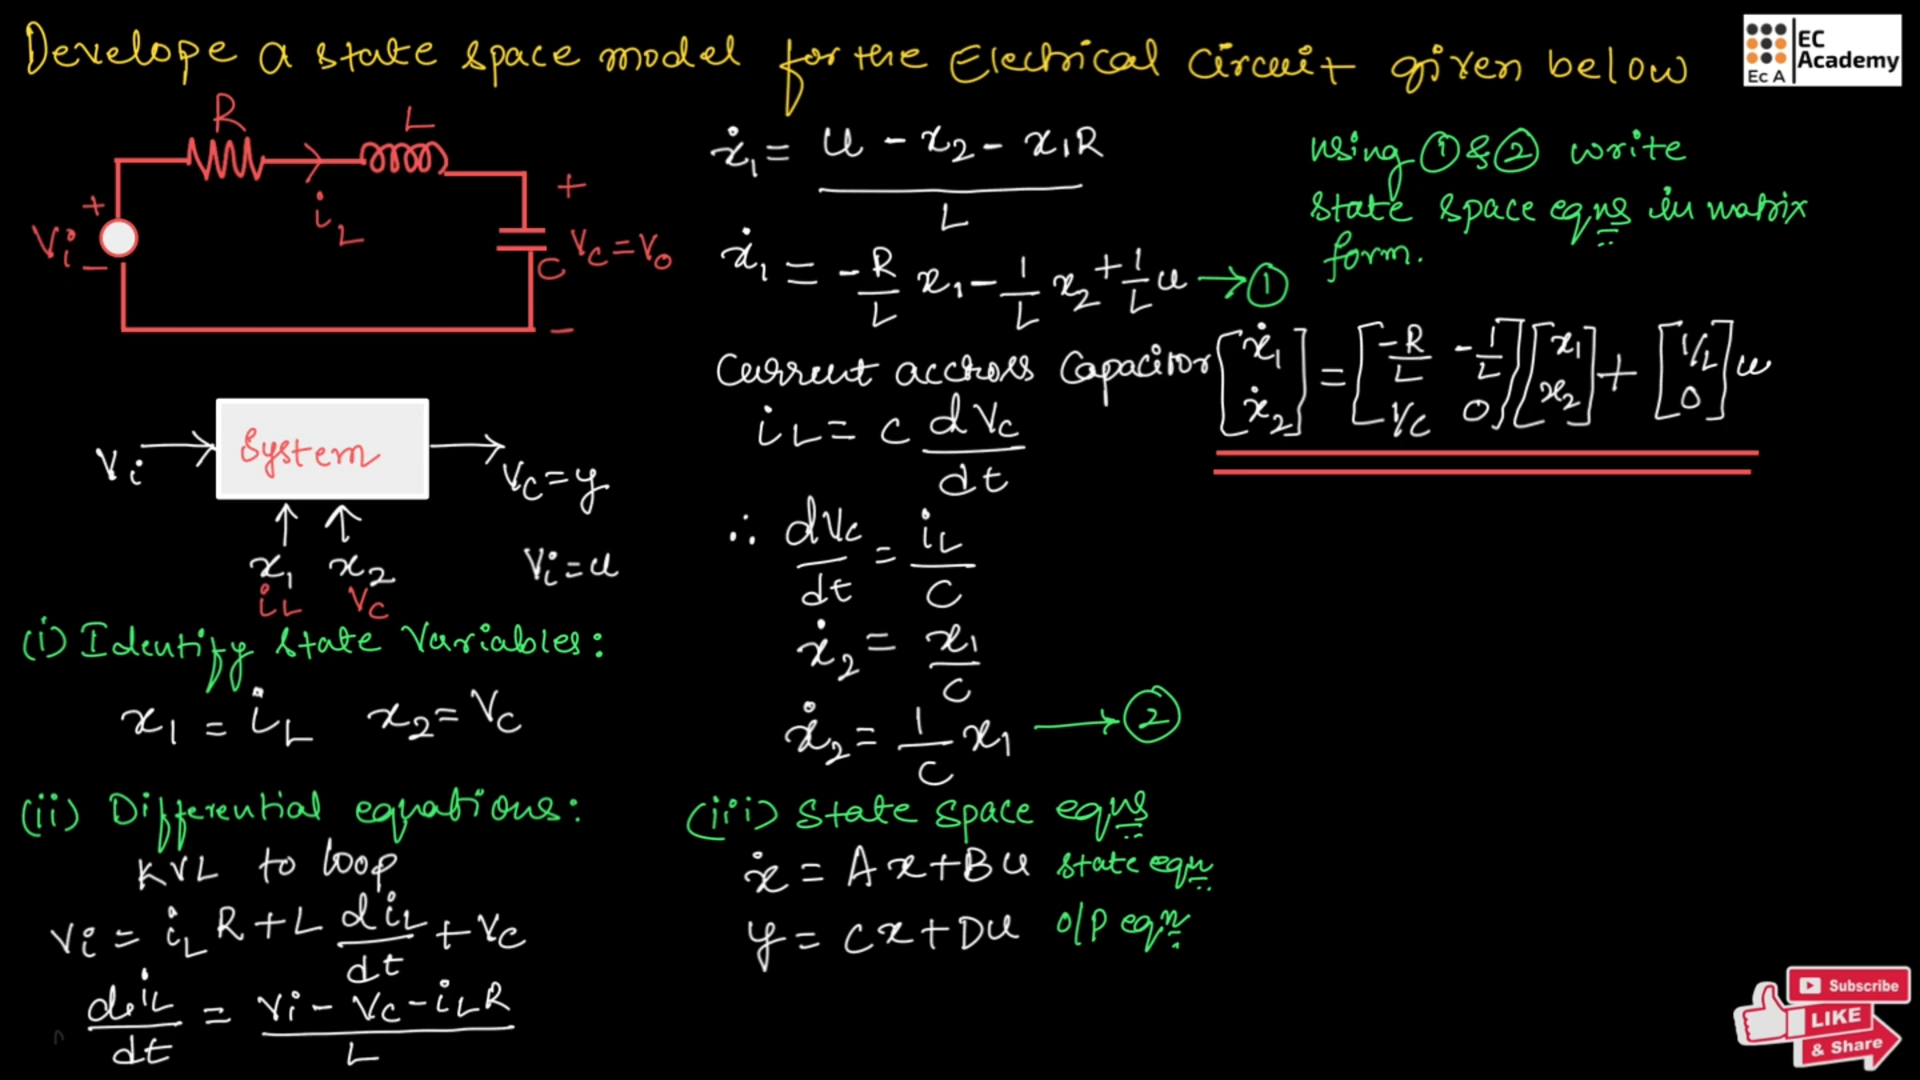 Develope a state space model for the Electrical Circuit given below
EC
Academy
Ec A
R
L
+
Vi
-
iL
+
C Vc = Vo
-
Vi
System
Vc = y
x1 x2
iL Vc
Vi = u
(i) Identify State Variables:
x1 = iL x2 = Vc
(ii) Differential equations:
KVL to loop
Vi = iL R + L diL/dt + Vc
diL/dt = (Vi - Vc - iLR)/L
ẋ1 = (u - x2 - x1R)/L
ẋ1 = -R/L x1 - 1/L x2 + 1/L u → ①
Current accross Capacitor
iL = C dVc/dt
∴ dVc/dt = iL/C
ẋ2 = x1/C
ẋ2 = 1/C x1 → ②
(iii) State Space eqns
ẋ = Ax + Bu state eqn
y = Cx + Du O/P eqn
using ① & ② write
state space eqns in matrix
form.
[ẋ1 ẋ2] = [-R/L -1/L 1/C 0] [x1 x2] + [1/L 0] u
Subscribe
LIKE
& Share